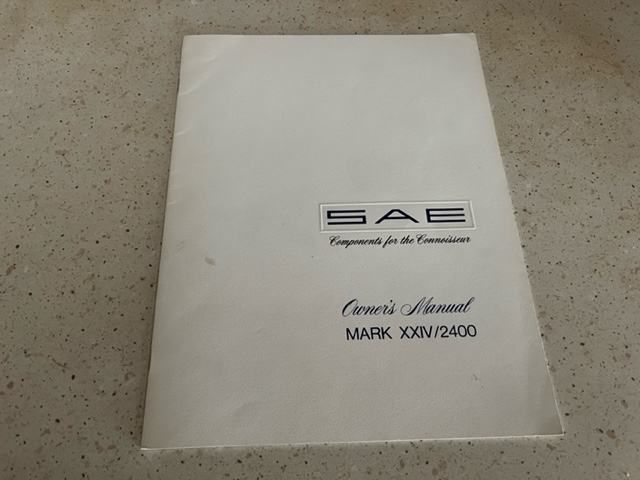 SAE
Components for the Connoisseur
Owner's Manual
MARK XXIV/2400